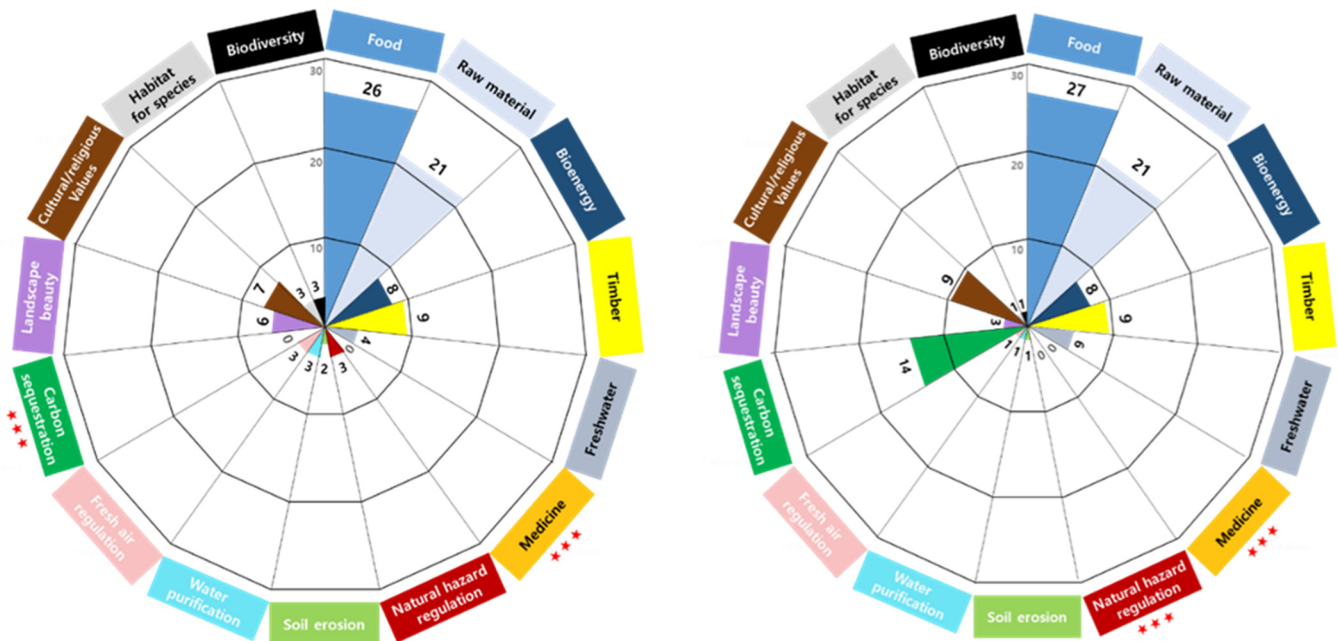 Biodiversity
Food
Raw material
Bioenergy
Timber
Freshwater
Medicine
Natural hazard
regulation
Soil erosion
Water
purification
Fresh air
regulation
Carbon
sequestration
Landscape
beauty
Cultural/religious
Values
Habitat
for species
30
20
10
26
21
8
9
4
0
3
2
3
3
0
6
7
3
3
Biodiversity
Food
Raw material
Bioenergy
Timber
Freshwater
Medicine
Natural hazard
regulation
Soil erosion
Water
purification
Fresh air
regulation
Carbon
sequestration
Landscape
beauty
Cultural/religious
Values
Habitat
for species
30
20
10
27
21
8
9
6
0
0
1
1
1
14
3
9
1
1